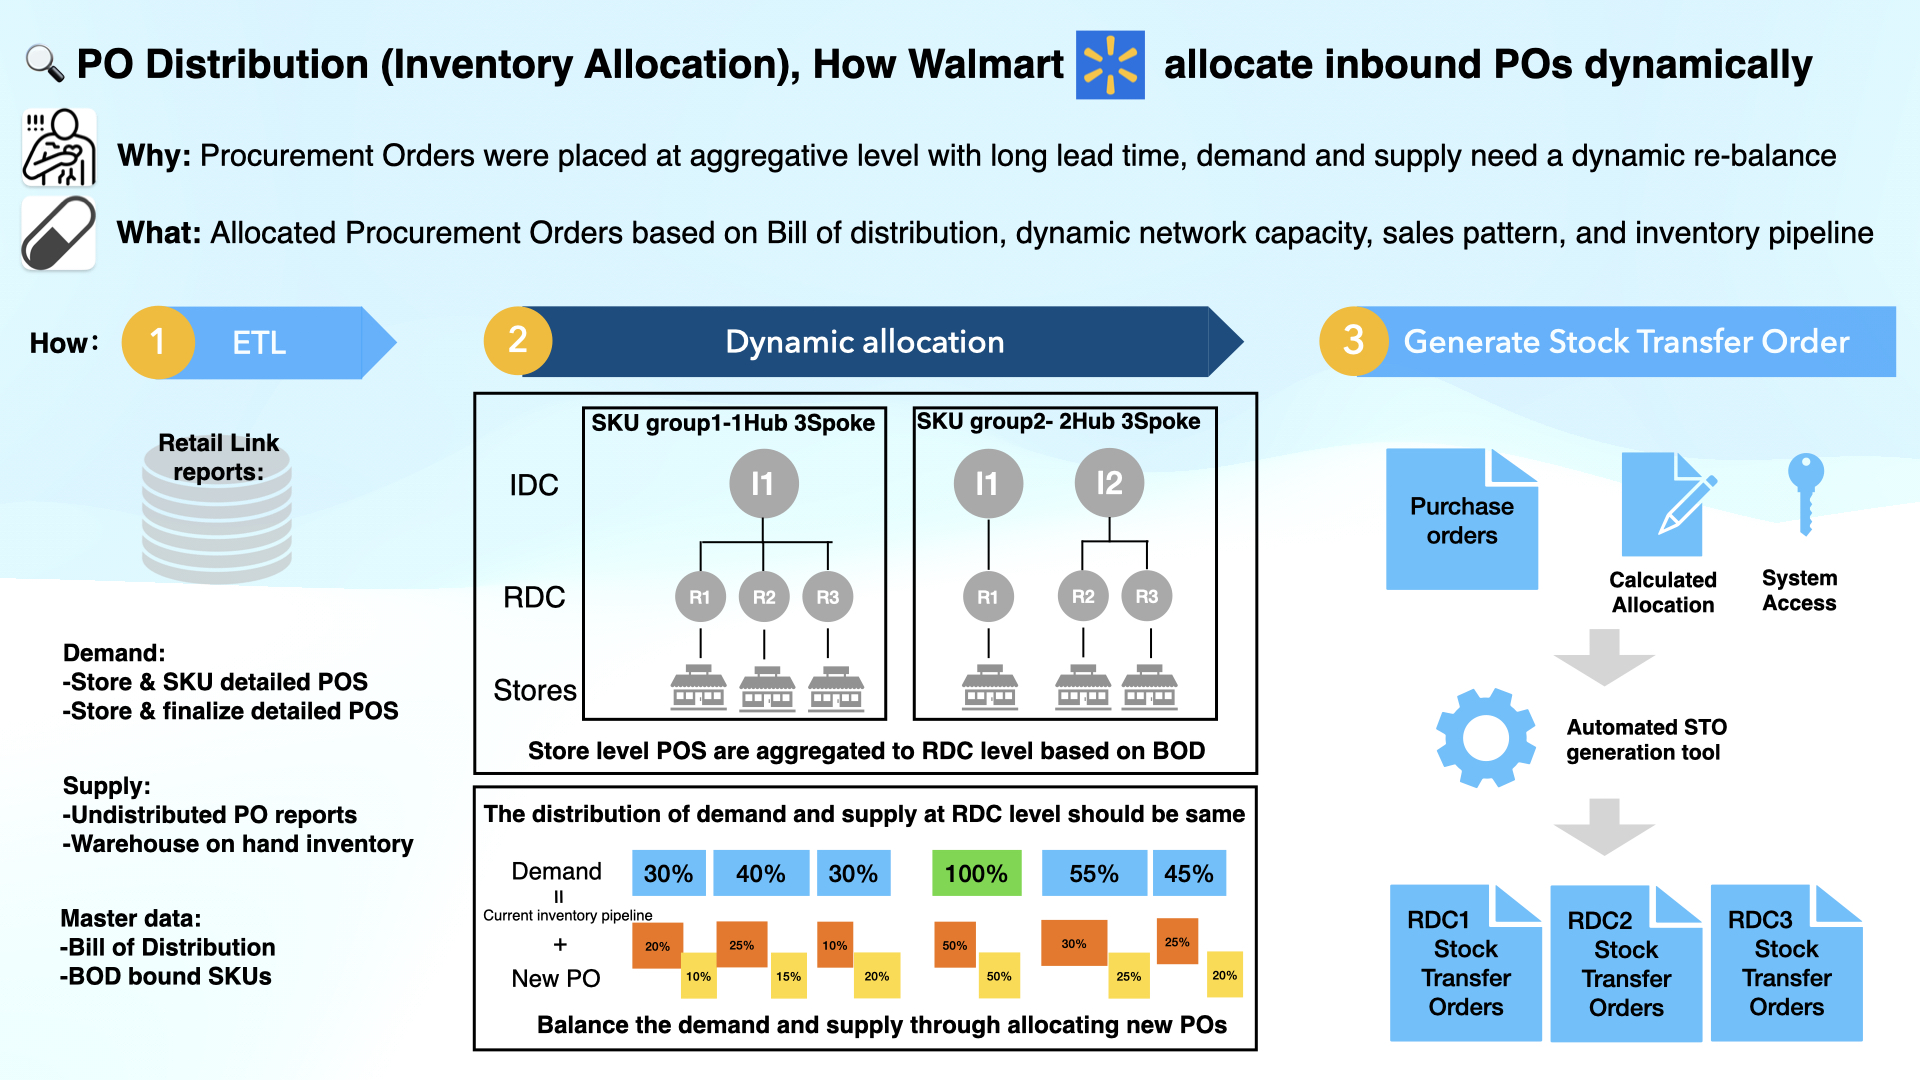 PO Distribution (Inventory Allocation), How Walmart allocate inbound POs dynamically
!!!
Why: Procurement Orders were placed at aggregative level with long lead time, demand and supply need a dynamic re-balance
What: Allocated Procurement Orders based on Bill of distribution, dynamic network capacity, sales pattern, and inventory pipeline
How:
1
ETL
2
Dynamic allocation
3
Generate Stock Transfer Order
Retail Link
reports:
Demand:
-Store & SKU detailed POS
-Store & finalize detailed POS
Supply:
-Undistributed PO reports
-Warehouse on hand inventory
Master data:
-Bill of Distribution
-BOD bound SKUs
SKU group1-1Hub 3Spoke
SKU group2- 2Hub 3Spoke
IDC
I1
I1
I2
RDC
R1
R2
R3
R1
R2
R3
Stores
Store level POS are aggregated to RDC level based on BOD
The distribution of demand and supply at RDC level should be same
Demand
30%
40%
30%
100%
55%
45%
=
Current inventory pipeline
20%
25%
10%
50%
30%
25%
+
New PO
10%
15%
20%
50%
25%
20%
Balance the demand and supply through allocating new POs
Purchase
orders
Calculated
Allocation
System
Access
Automated STO
generation tool
RDC1
Stock
Transfer
Orders
RDC2
Stock
Transfer
Orders
RDC3
Stock
Transfer
Orders